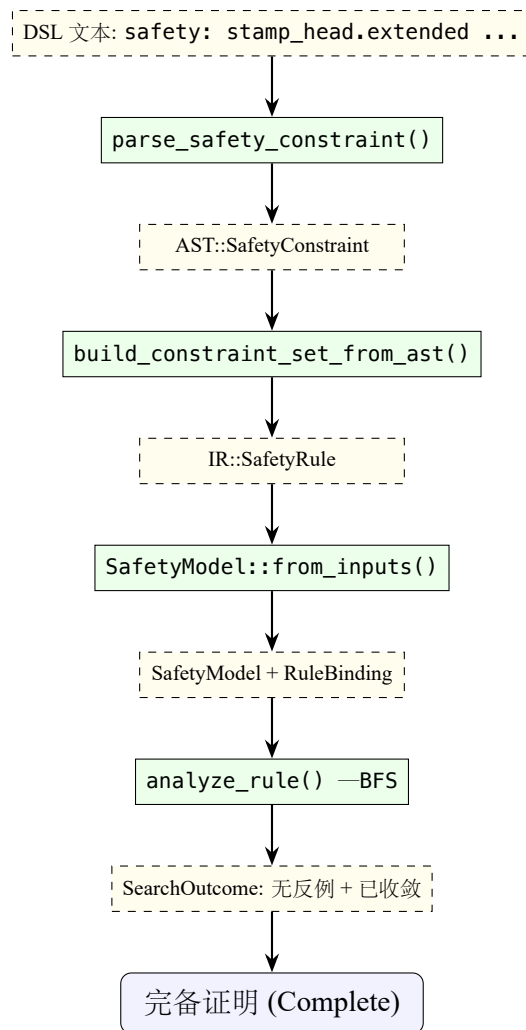 DSL 文本: safety: stamp_head.extended ...
parse_safety_constraint()
AST::SafetyConstraint
build_constraint_set_from_ast()
IR::SafetyRule
SafetyModel::from_inputs()
SafetyModel + RuleBinding
analyze_rule() —BFS
SearchOutcome: 无反例 + 已收敛
完备证明 (Complete)